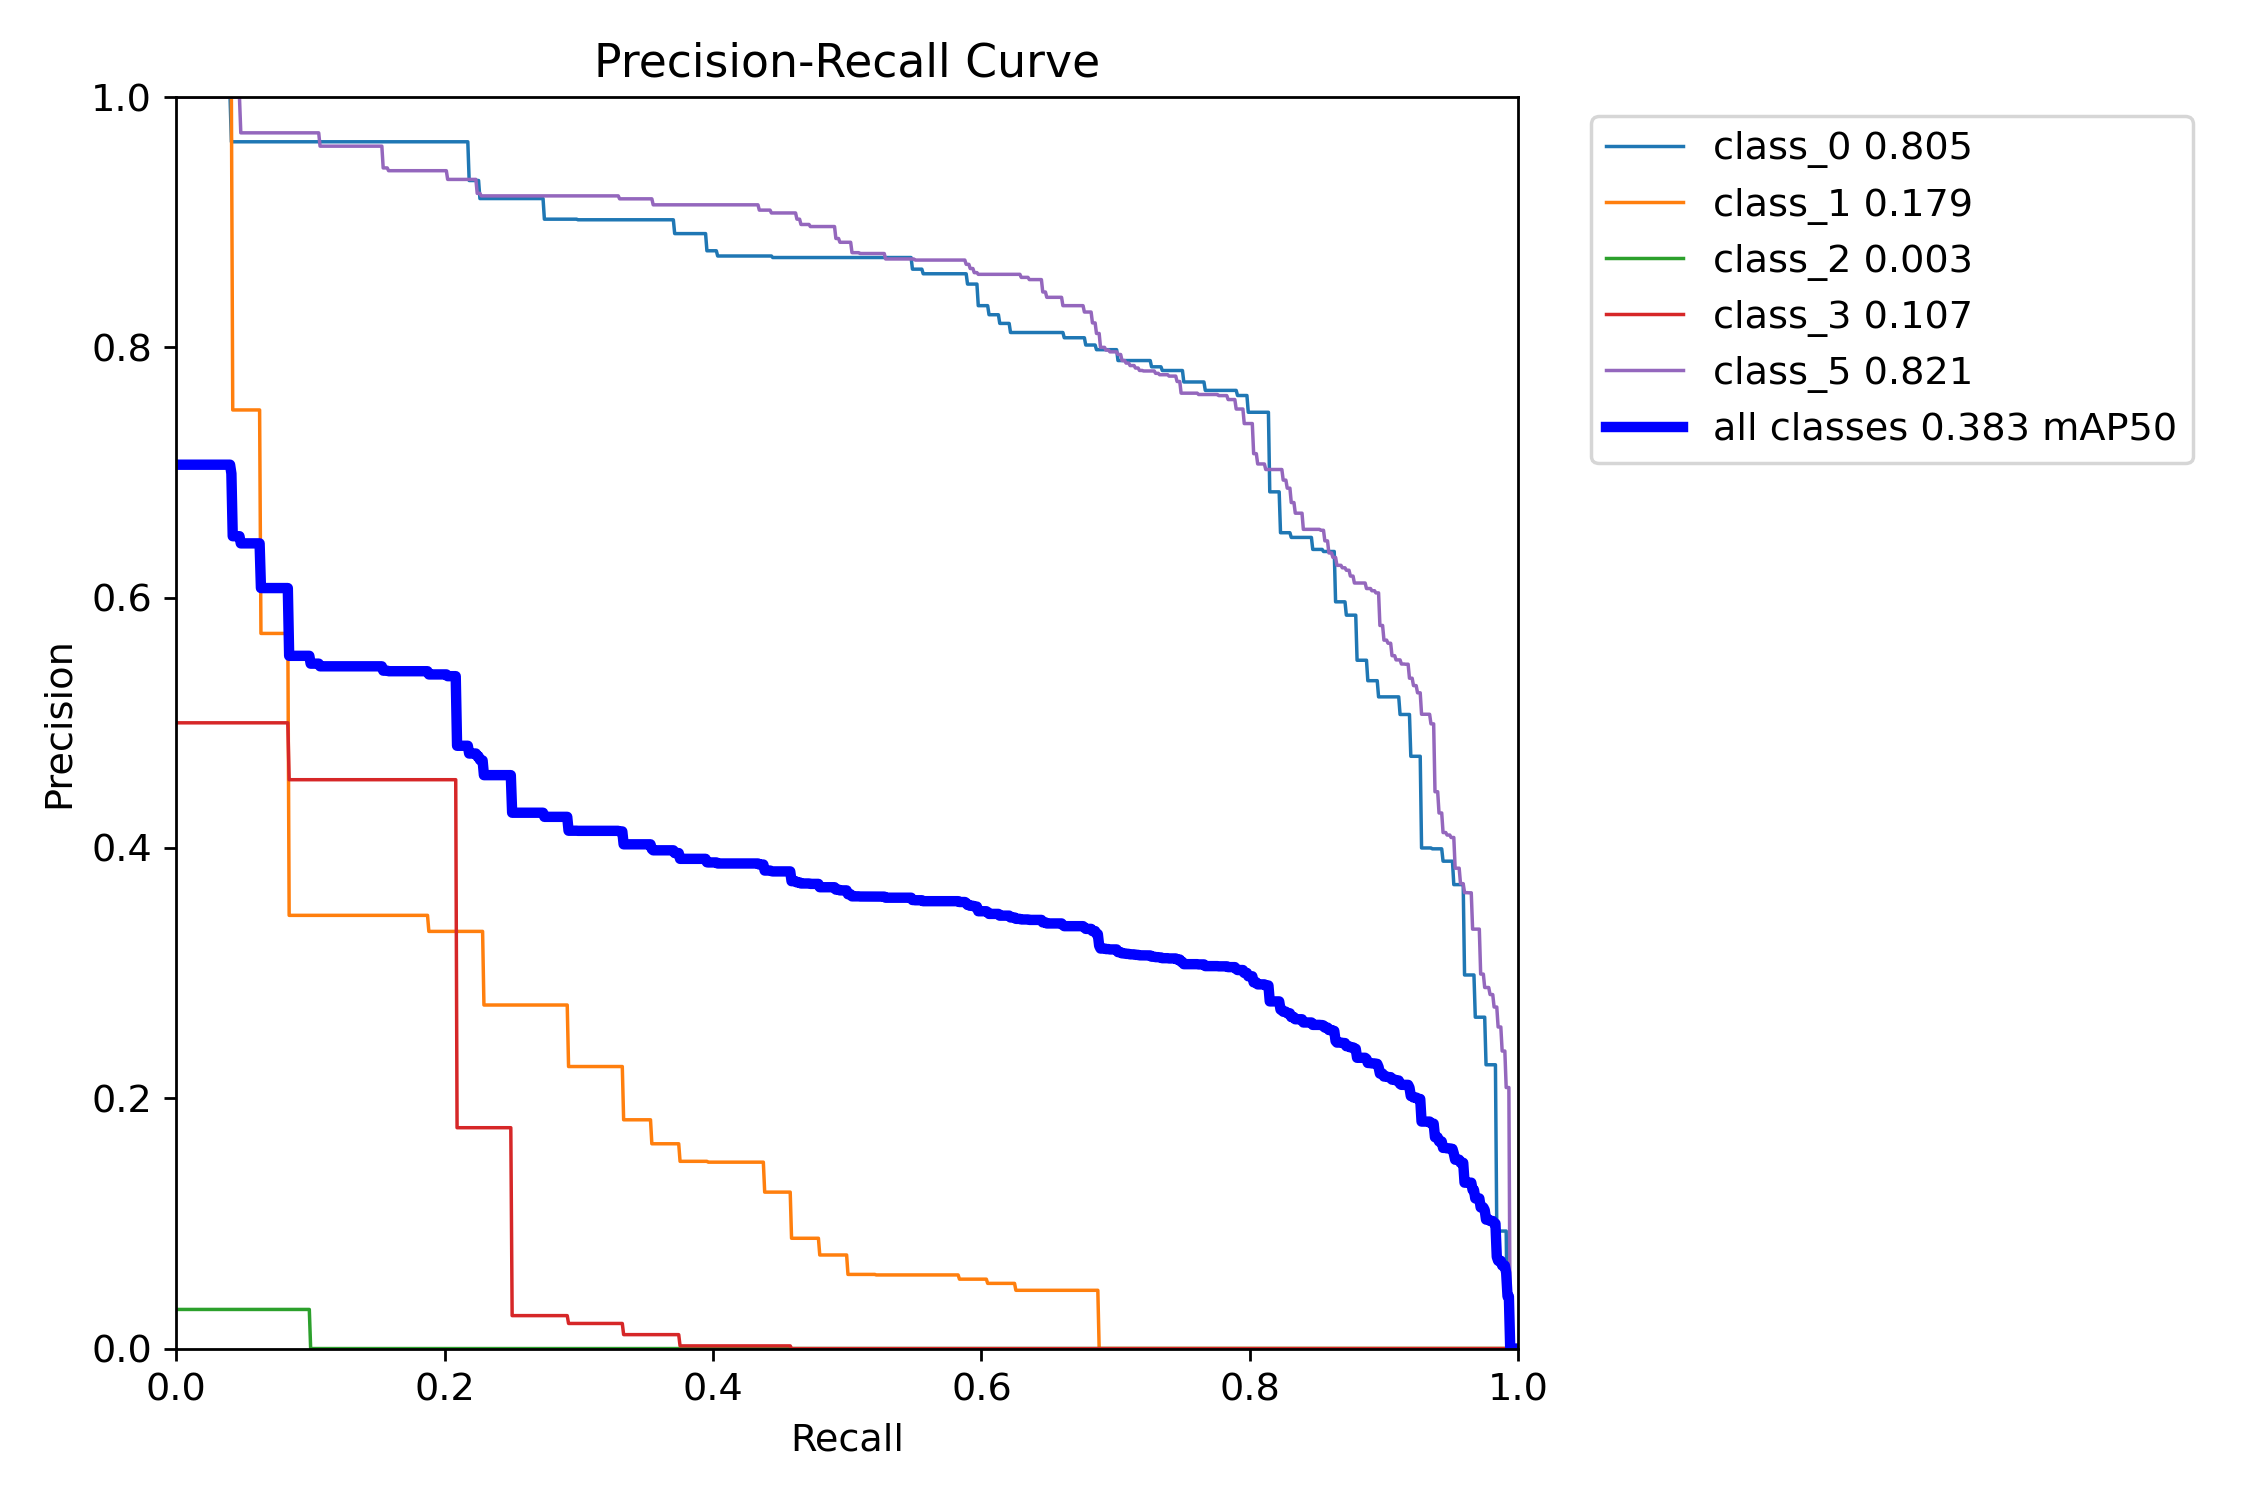 Precision-Recall Curve
1.0
0.8
0.6
0.4
0.2
0.0
Precision
0.0 0.2 0.4 0.6 0.8 1.0
Recall
class_0 0.805
class_1 0.179
class_2 0.003
class_3 0.107
class_5 0.821
all classes 0.383 mAP50